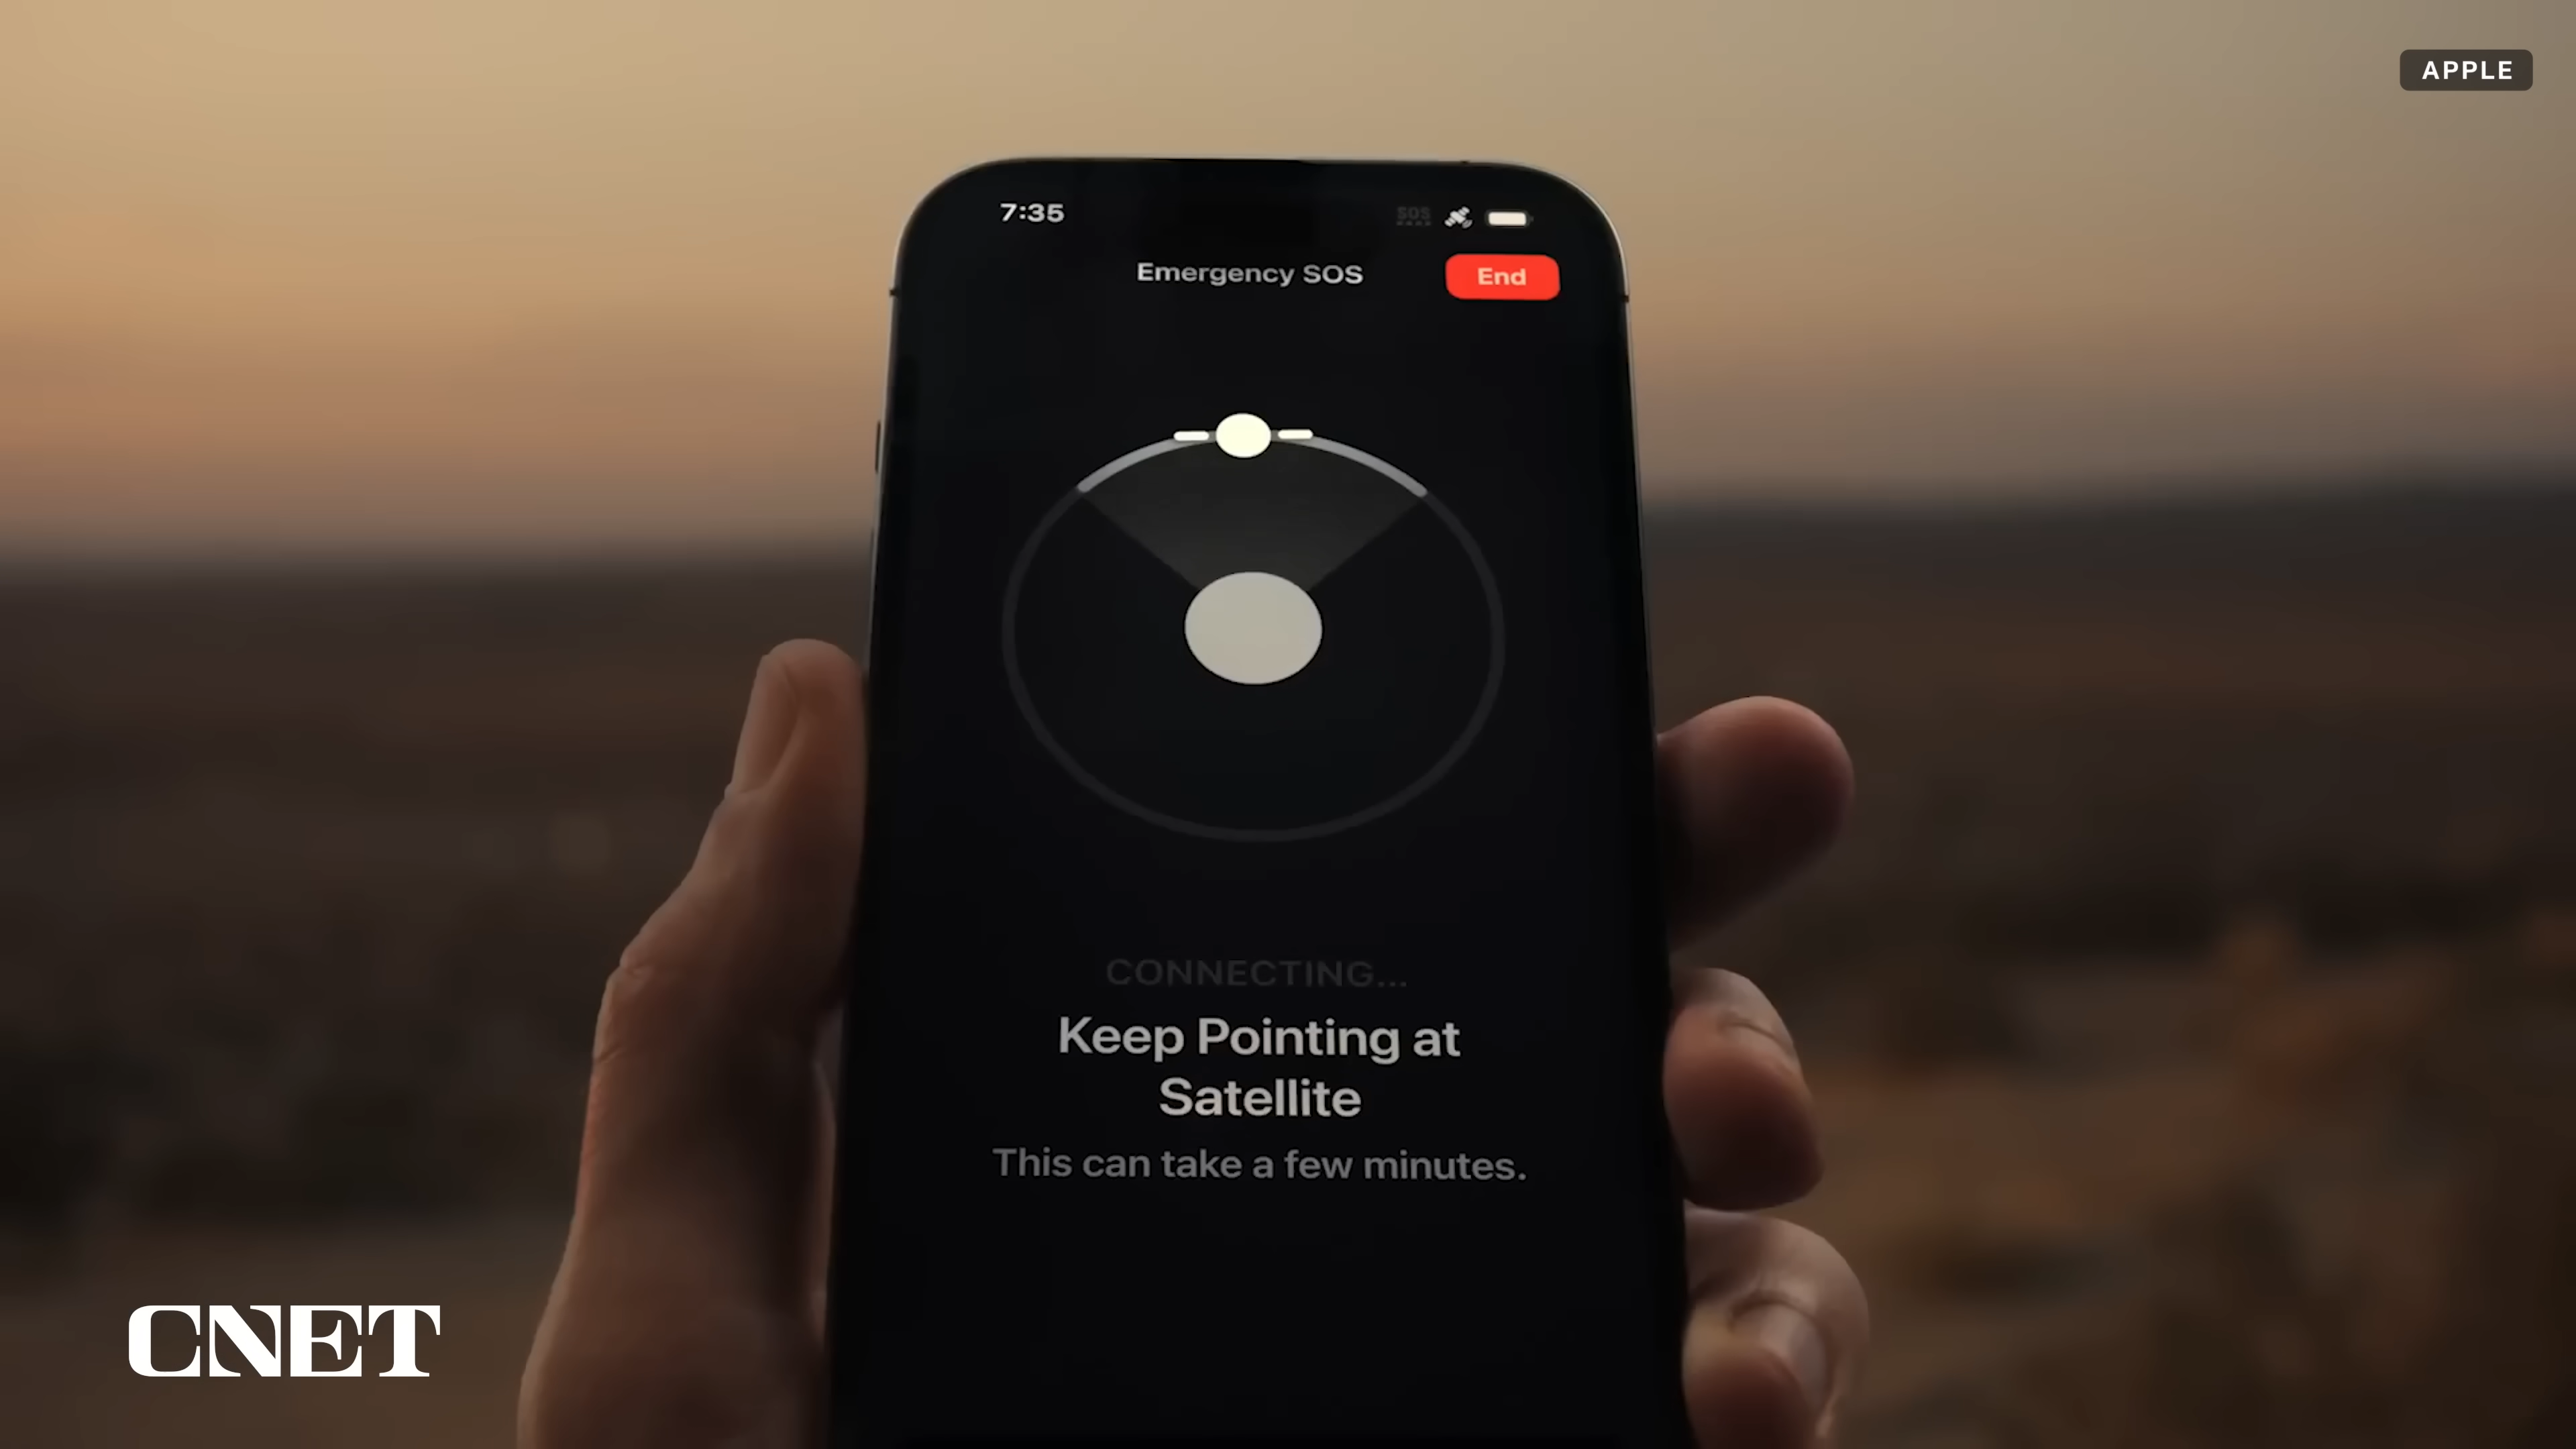 APPLE
7:35 SOS
Emergency SOS End
CONNECTING...
Keep Pointing at
Satellite
This can take a few minutes.
CNET